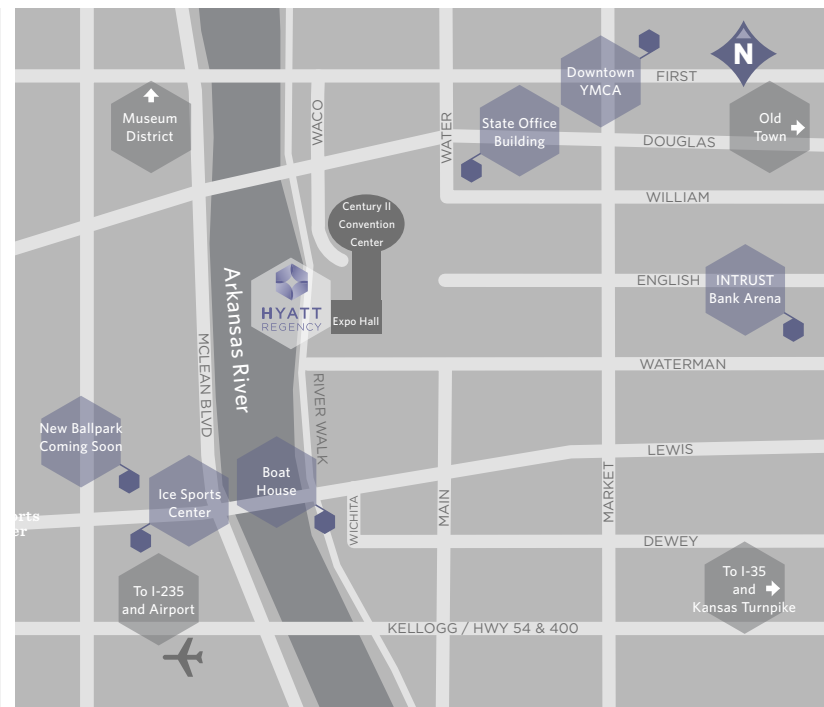 N
Downtown
YMCA
FIRST
Museum
District
WACO
WATER
State Office
Building
DOUGLAS
Old
Town
WILLIAM
Century II
Convention
Center
ENGLISH
INTRUST
Bank Arena
HYATT
REGENCY
Expo Hall
Arkansas River
MCLEAN BLVD
RIVER WALK
WATERMAN
New Ballpark
Coming Soon
LEWIS
Boat
House
Ice Sports
Center
WICHITA
MAIN
MARKET
orts
er
DEWEY
To I-235
and Airport
To I-35
and
Kansas Turnpike
KELLOGG / HWY 54 & 400